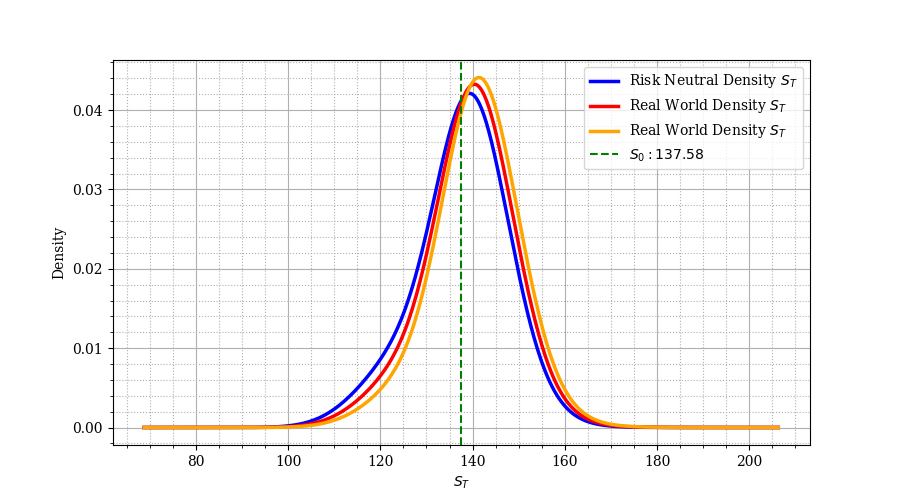 Risk Neutral Density S_T
Real World Density S_T
Real World Density S_T
S_0 : 137.58
Density
0.04
0.03
0.02
0.01
0.00
80 100 120 140 160 180 200
S_T